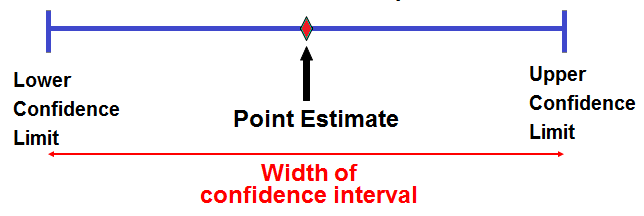 Lower
Confidence
Limit
Point Estimate
Upper
Confidence
Limit
Width of
confidence interval